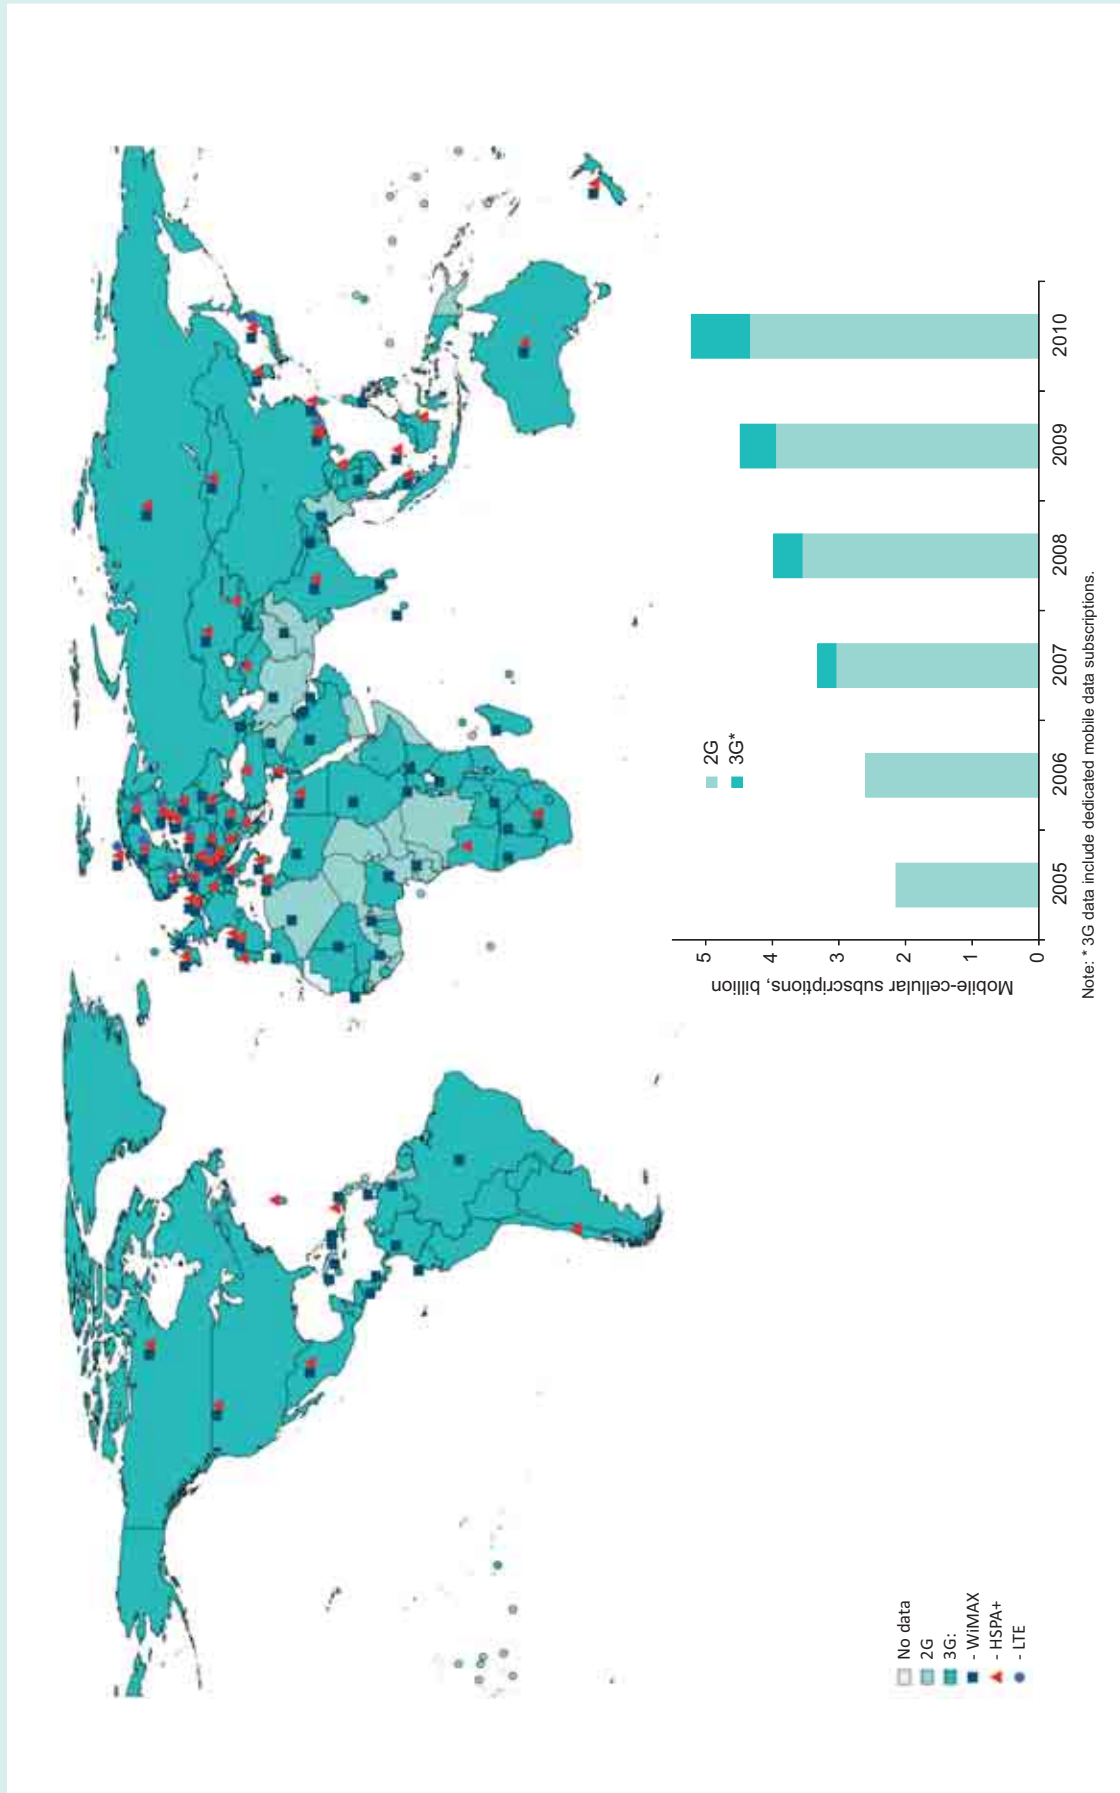 No data
2G
3G:
- WiMAX
- HSPA+
- LTE
Mobile-cellular subscriptions, billion
5
4
3
2
1
0
2G
3G*
2005
2006
2007
2008
2009
2010
Note: * 3G data include dedicated mobile data subscriptions.